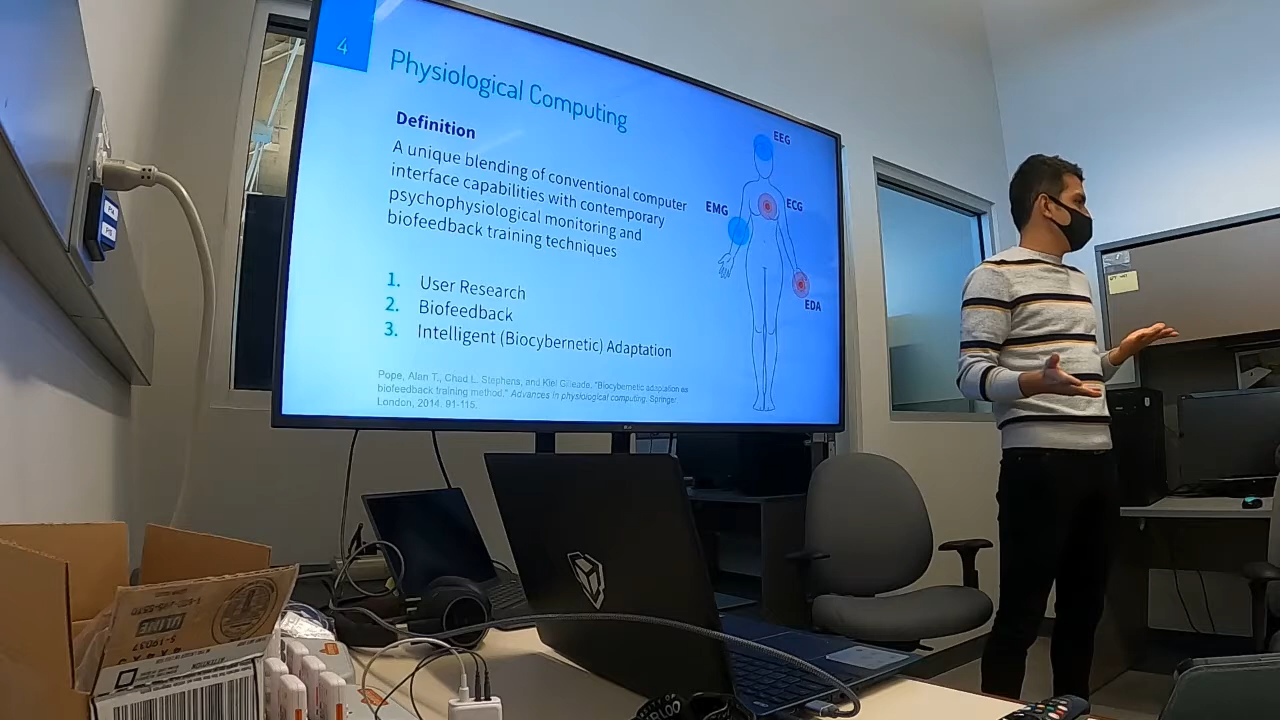 4
Physiological Computing
Definition
A unique blending of conventional computer
interface capabilities with contemporary
psychophysiological monitoring and
biofeedback training techniques
1. User Research
2. Biofeedback
3. Intelligent (Biocybernetic) Adaptation
Pope, Alan T., Chad L. Stephens, and Kiel Gilleade. "Biocybernetic adaptation as
biofeedback training method." Advances in physiological computing. Springer,
London, 2014. 91-115.
EEG
ECG
EMG
EDA
LG
ULINE
ATTENTION